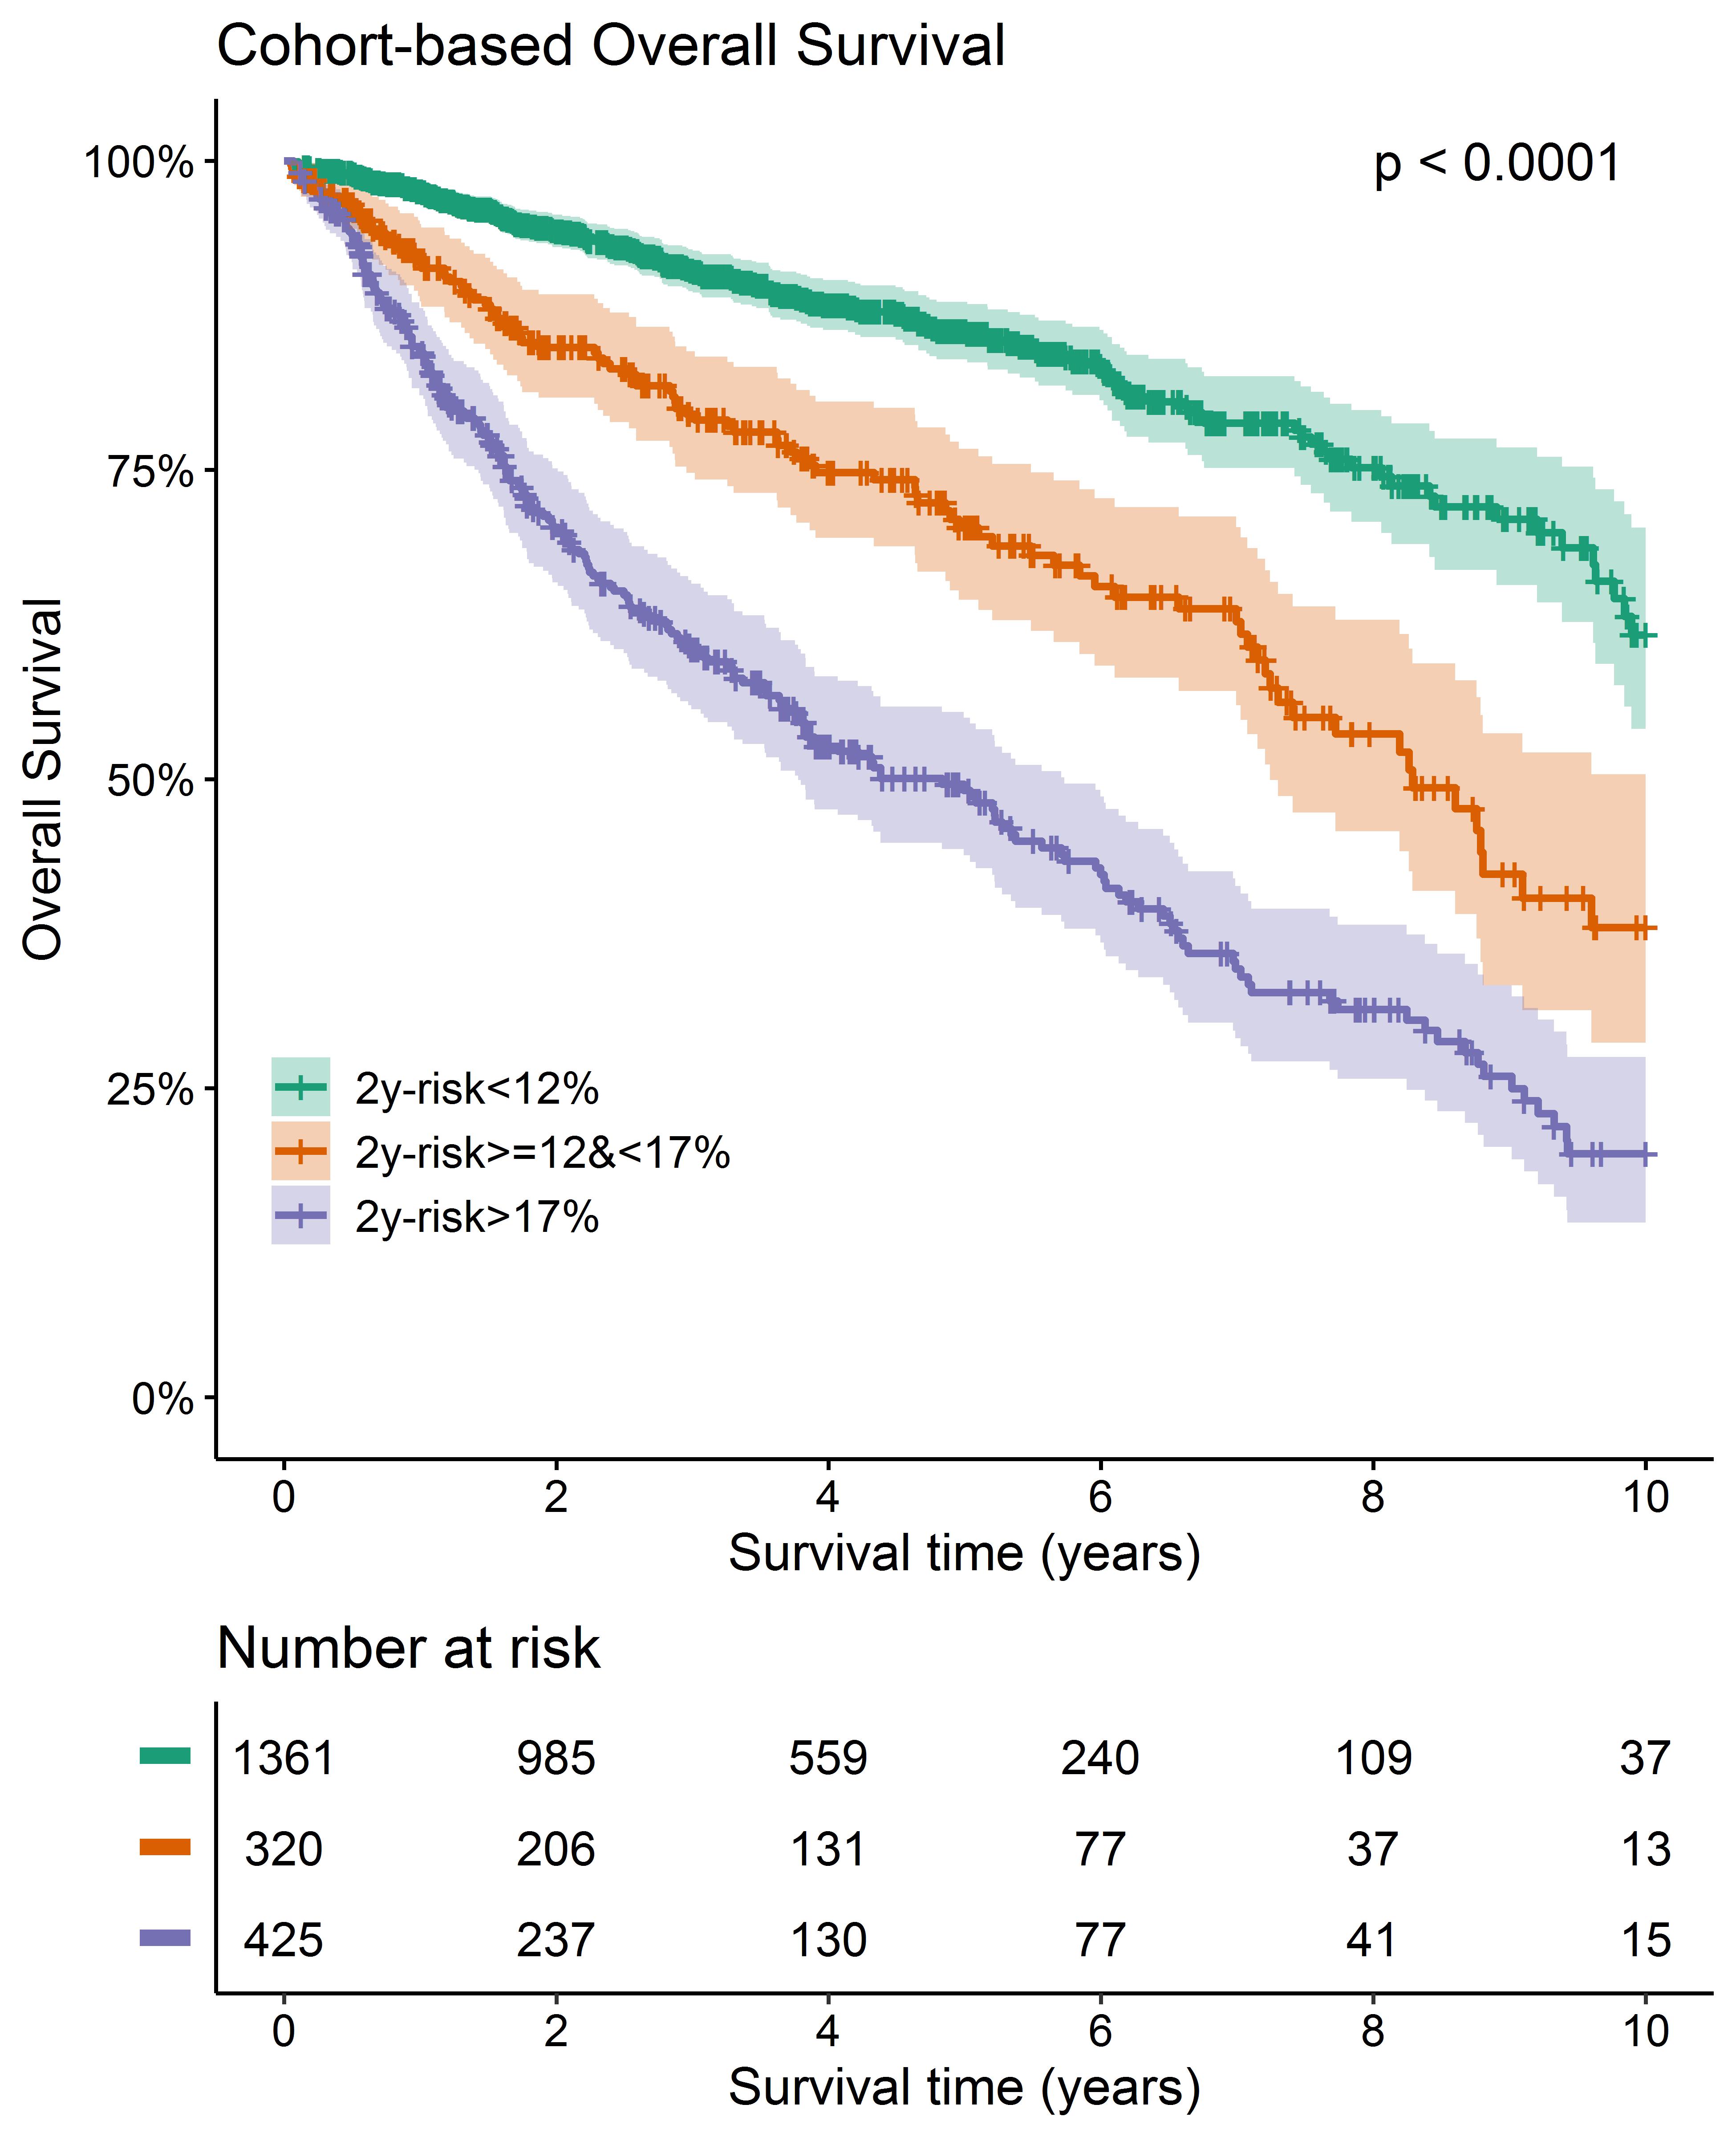 Cohort-based Overall Survival
p < 0.0001
100%
75%
50%
25%
0%
Overall Survival
2y-risk<12%
2y-risk>=12&<17%
2y-risk>17%
0 2 4 6 8 10
Survival time (years)
Number at risk
1361 985 559 240 109 37
320 206 131 77 37 13
425 237 130 77 41 15
0 2 4 6 8 10
Survival time (years)